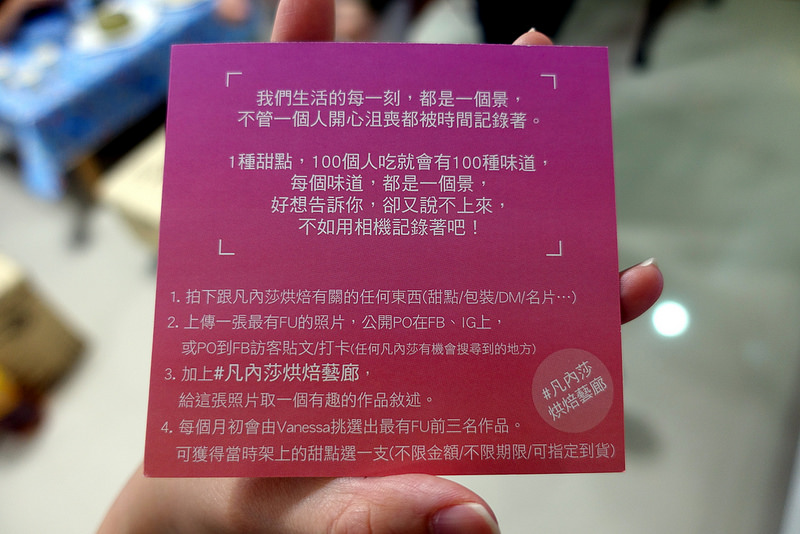 我們生活的每一刻，都是一個景，
不管一個人開心沮喪都被時間記錄著。
1種甜點，100個人吃就會有100種味道，
每個味道，都是一個景，
好想告訴你，卻又說不上來，
不如用相機記錄著吧！
1. 拍下跟凡內莎烘焙有關的任何東西(甜點/包裝/DM/名片…)
2. 上傳一張最有FU的照片，公開PO在FB、IG上，
或PO到FB訪客貼文/打卡(任何凡內莎有機會搜尋到的地方)
3. 加上#凡內莎烘焙藝廊，
給這張照片取一個有趣的作品敘述。
4. 每個月初會由Vanessa挑選出最有FU前三名作品。
可獲得當時架上的甜點選一支(不限金額/不限期限/可指定到貨)
#凡內莎
烘焙藝廊